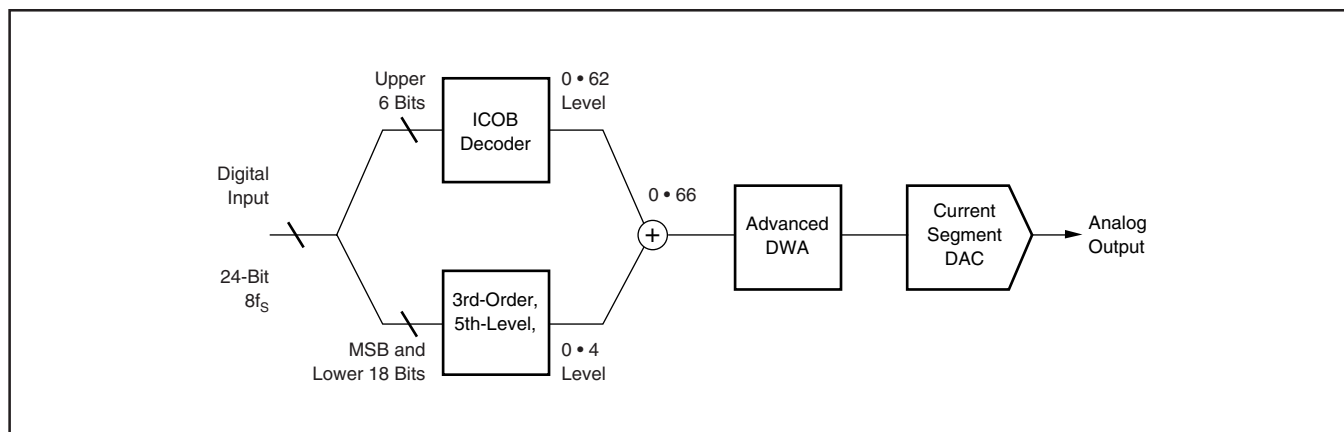 Digital
Input
24-Bit
8fS
Upper
6 Bits
ICOB
Decoder
0 • 62
Level
MSB and
Lower 18 Bits
3rd-Order,
5th-Level,
0 • 4
Level
0 • 66
+
Advanced
DWA
Current
Segment
DAC
Analog
Output